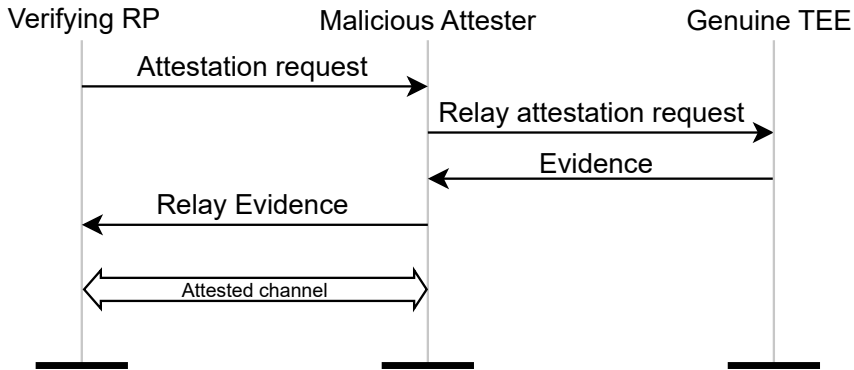 Verifying RP
Malicious Attester
Genuine TEE
Attestation request
Relay attestation request
Evidence
Relay Evidence
Attested channel